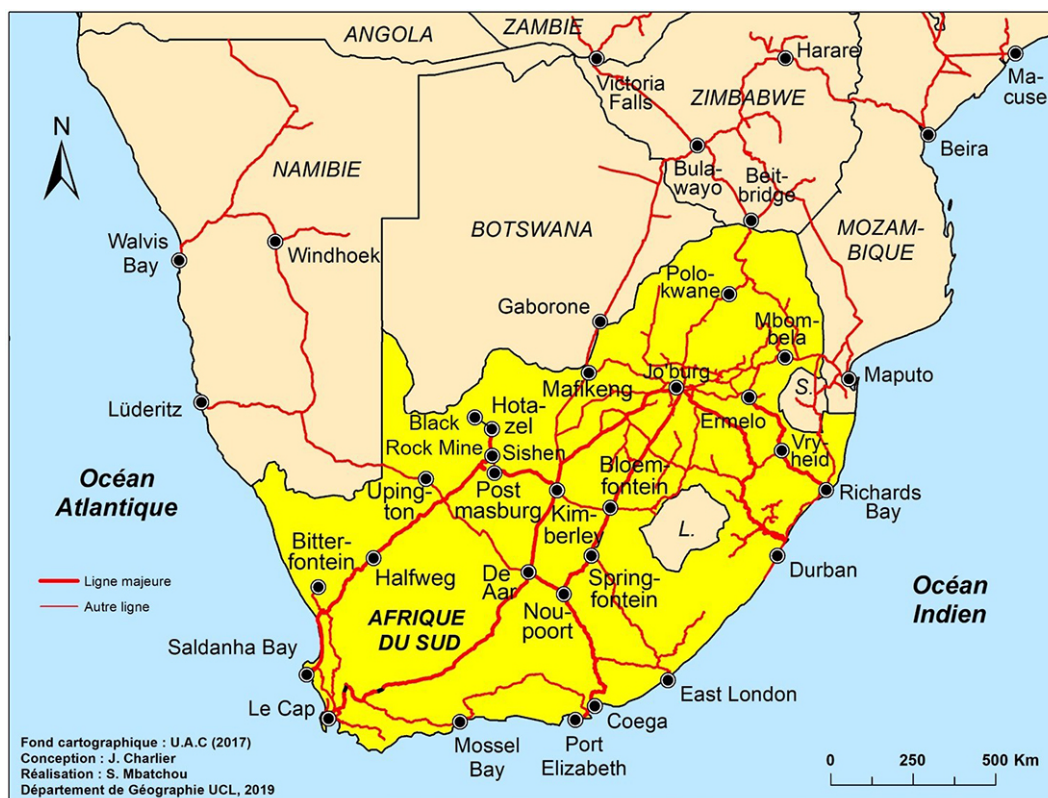 ANGOLA
ZAMBIE
Harare
Ma-
cuse
Victoria
Falls
ZIMBABWE
N
Beira
NAMIBIE
Bula-
wayo
Beit-
bridge
BOTSWANA
MOZAM-
BIQUE
Walvis
Bay
Windhoek
Polo-
kwane
Gaborone
Mbom-
bela
Mafikeng
Jo'burg
Maputo
S.
Lüderitz
Black
Rock Mine
Hota-
zel
Ermelo
Sishen
Vry-
heid
Océan
Atlantique
Uping-
ton
Post
masburg
Bloem-
fontein
Kim-
berley
Richards
Bay
L.
Bitter-
fontein
Halfweg
De
Aar
Spring-
fontein
Durban
Océan
Indien
Ligne majeure
Autre ligne
AFRIQUE
DU SUD
Nou-
poort
Saldanha Bay
Le Cap
East London
Coega
Mossel
Bay
Port
Elizabeth
Fond cartographique : U.A.C (2017)
Conception : J. Charlier
Réalisation : S. Mbatchou
Département de Géographie UCL, 2019
0 250 500 Km